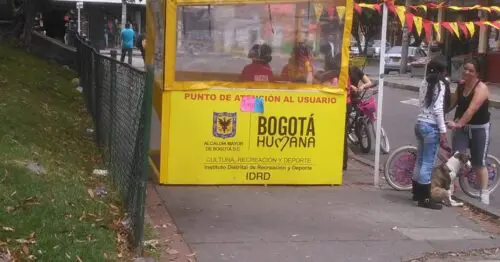 PUNTO DE ATENCIÓN AL USUARIO
ALCALDÍA MAYOR
DE BOGOTÁ D.C.
BOGOTÁ
HUMANA
CULTURA, RECREACIÓN Y DEPORTE
Instituto Distrital de Recreación y Deporte
IDRD